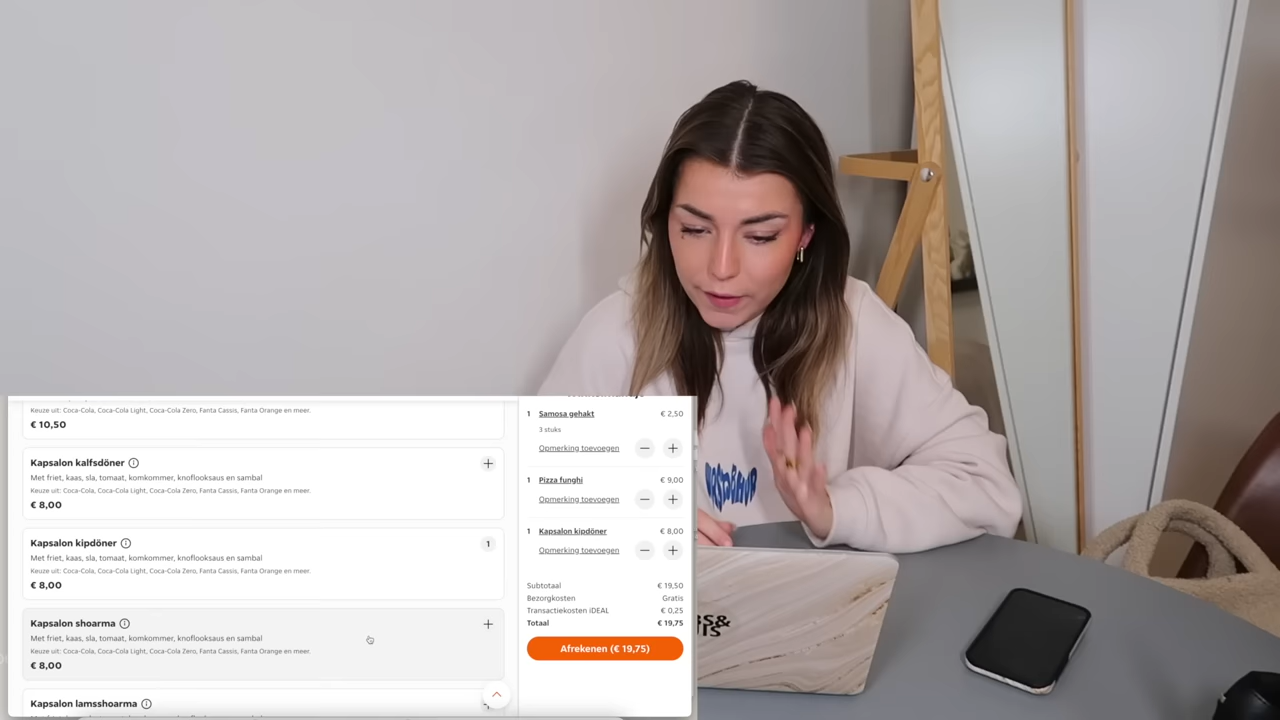 Keuze uit: Coca-Cola, Coca-Cola Light, Coca-Cola Zero, Fanta Cassis, Fanta Orange en meer.
€ 10,50
Kapsalon kalfsdöner
Met friet, kaas, sla, tomaat, komkommer, knoflooksaus en sambal
Keuze uit: Coca-Cola, Coca-Cola Light, Coca-Cola Zero, Fanta Cassis, Fanta Orange en meer.
€ 8,00
Kapsalon kipdöner
1
Met friet, kaas, sla, tomaat, komkommer, knoflooksaus en sambal
Keuze uit: Coca-Cola, Coca-Cola Light, Coca-Cola Zero, Fanta Cassis, Fanta Orange en meer.
€ 8,00
Kapsalon shoarma
Met friet, kaas, sla, tomaat, komkommer, knoflooksaus en sambal
Keuze uit: Coca-Cola, Coca-Cola Light, Coca-Cola Zero, Fanta Cassis, Fanta Orange en meer.
€ 8,00
Kapsalon lamsshoarma
1 Samosa gehakt € 2,50
3 stuks
Opmerking toevoegen
1 Pizza funghi € 9,00
Opmerking toevoegen
1 Kapsalon kipdöner € 8,00
Opmerking toevoegen
Subtotaal € 19,50
Bezorgkosten Gratis
Transactiekosten iDEAL € 0,25
Totaal € 19,75
Afrekenen (€ 19,75)